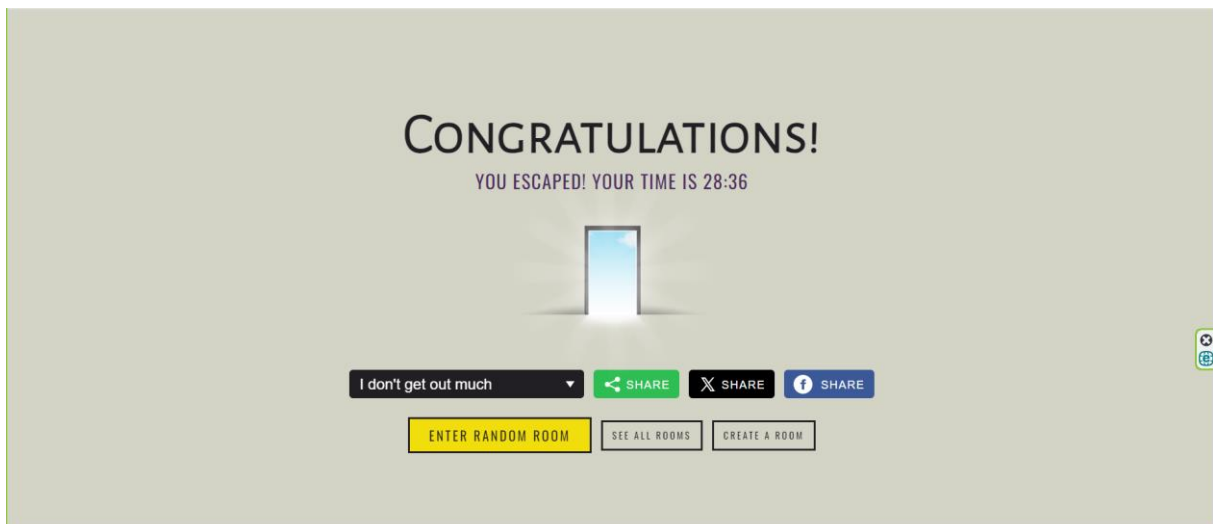 CONGRATULATIONS!
YOU ESCAPED! YOUR TIME IS 28:36
I don't get out much
SHARE
X SHARE
f SHARE
ENTER RANDOM ROOM
SEE ALL ROOMS
CREATE A ROOM